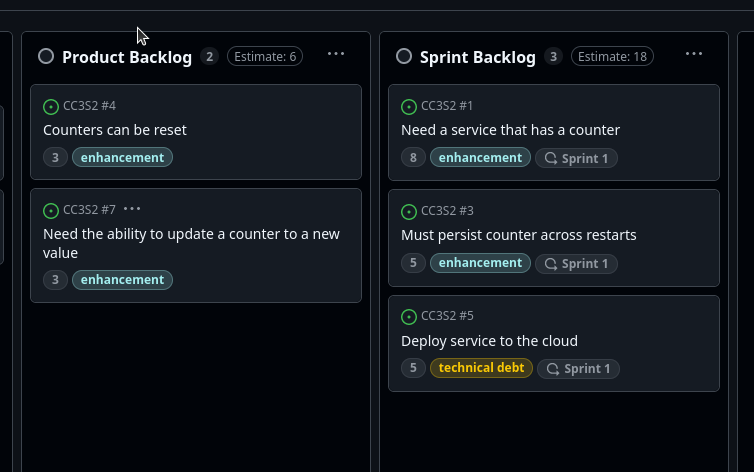 Product Backlog 2 Estimate: 6 ...
CC3S2 #4
Counters can be reset
3 enhancement
CC3S2 #7 ...
Need the ability to update a counter to a new
value
3 enhancement
Sprint Backlog 3 Estimate: 18 ...
CC3S2 #1
Need a service that has a counter
8 enhancement Sprint 1
CC3S2 #3
Must persist counter across restarts
5 enhancement Sprint 1
CC3S2 #5
Deploy service to the cloud
5 technical debt Sprint 1